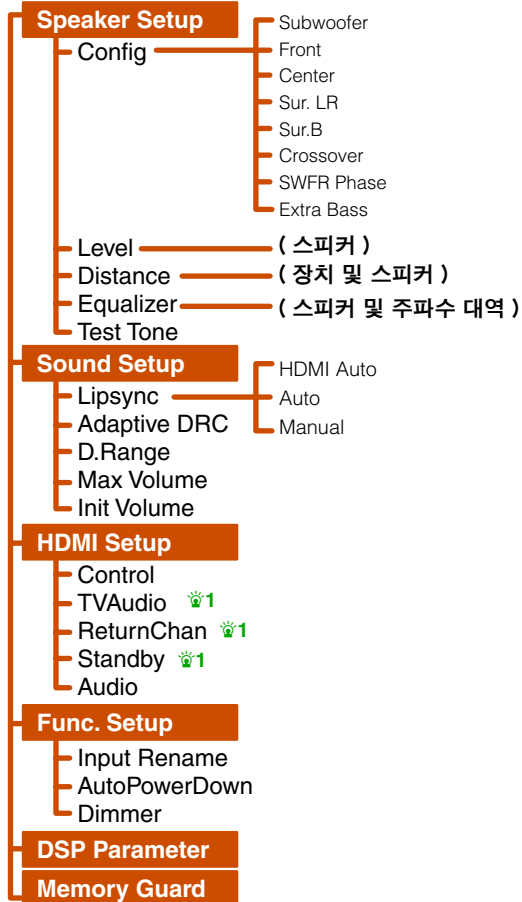 Speaker Setup
Config
Subwoofer
Front
Center
Sur. LR
Sur.B
Crossover
SWFR Phase
Extra Bass
Level
( 스피커 )
Distance
( 장치 및 스피커 )
Equalizer
( 스피커 및 주파수 대역 )
Test Tone
Sound Setup
Lipsync
HDMI Auto
Auto
Manual
Adaptive DRC
D.Range
Max Volume
Init Volume
HDMI Setup
Control
TVAudio 1
ReturnChan 1
Standby 1
Audio
Func. Setup
Input Rename
AutoPowerDown
Dimmer
DSP Parameter
Memory Guard